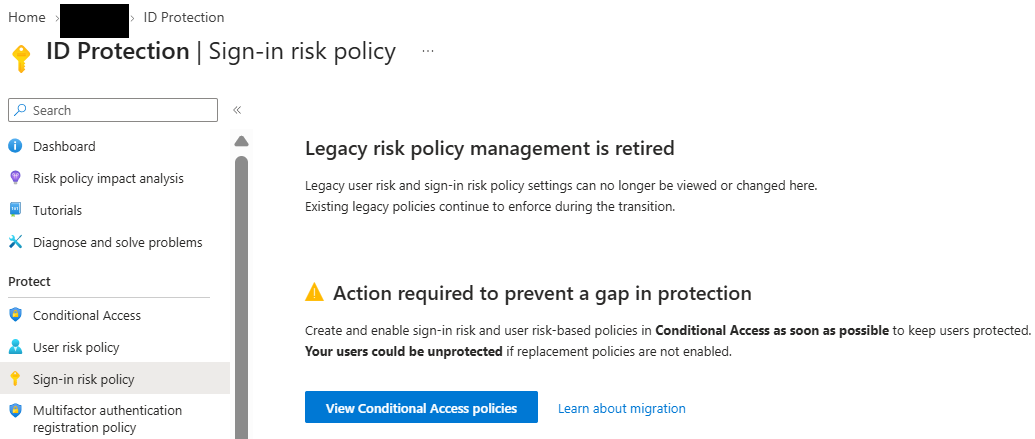 Home > > ID Protection
ID Protection | Sign-in risk policy ...
Search
«
Dashboard
Risk policy impact analysis
Tutorials
Diagnose and solve problems
Protect
Conditional Access
User risk policy
Sign-in risk policy
Multifactor authentication
registration policy
Legacy risk policy management is retired
Legacy user risk and sign-in risk policy settings can no longer be viewed or changed here.
Existing legacy policies continue to enforce during the transition.
Action required to prevent a gap in protection
Create and enable sign-in risk and user risk-based policies in Conditional Access as soon as possible to keep users protected.
Your users could be unprotected if replacement policies are not enabled.
View Conditional Access policies
Learn about migration